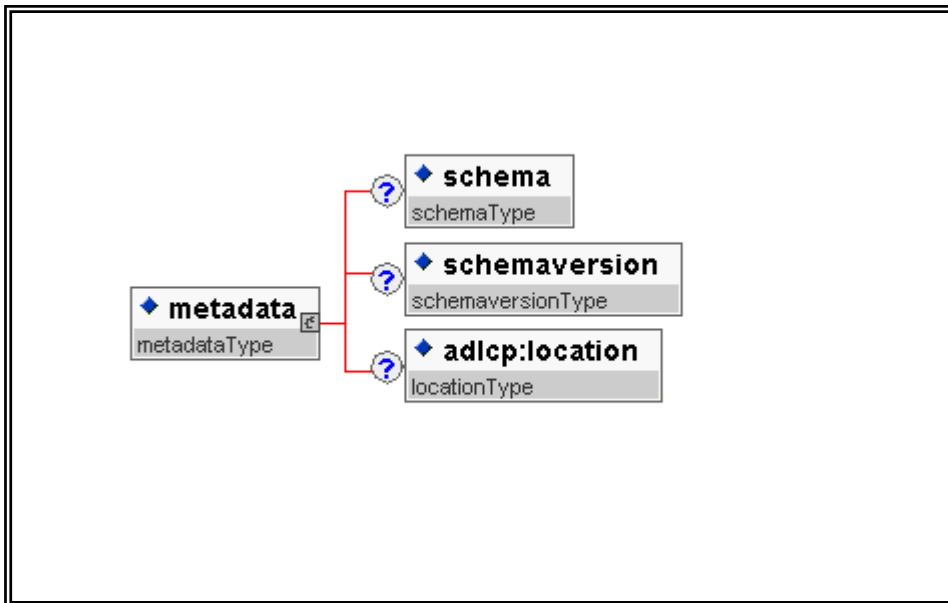 schema
schemaType
?
schemaversion
schemaversionType
?
metadata
metadataType
adlcp:location
locationType
?